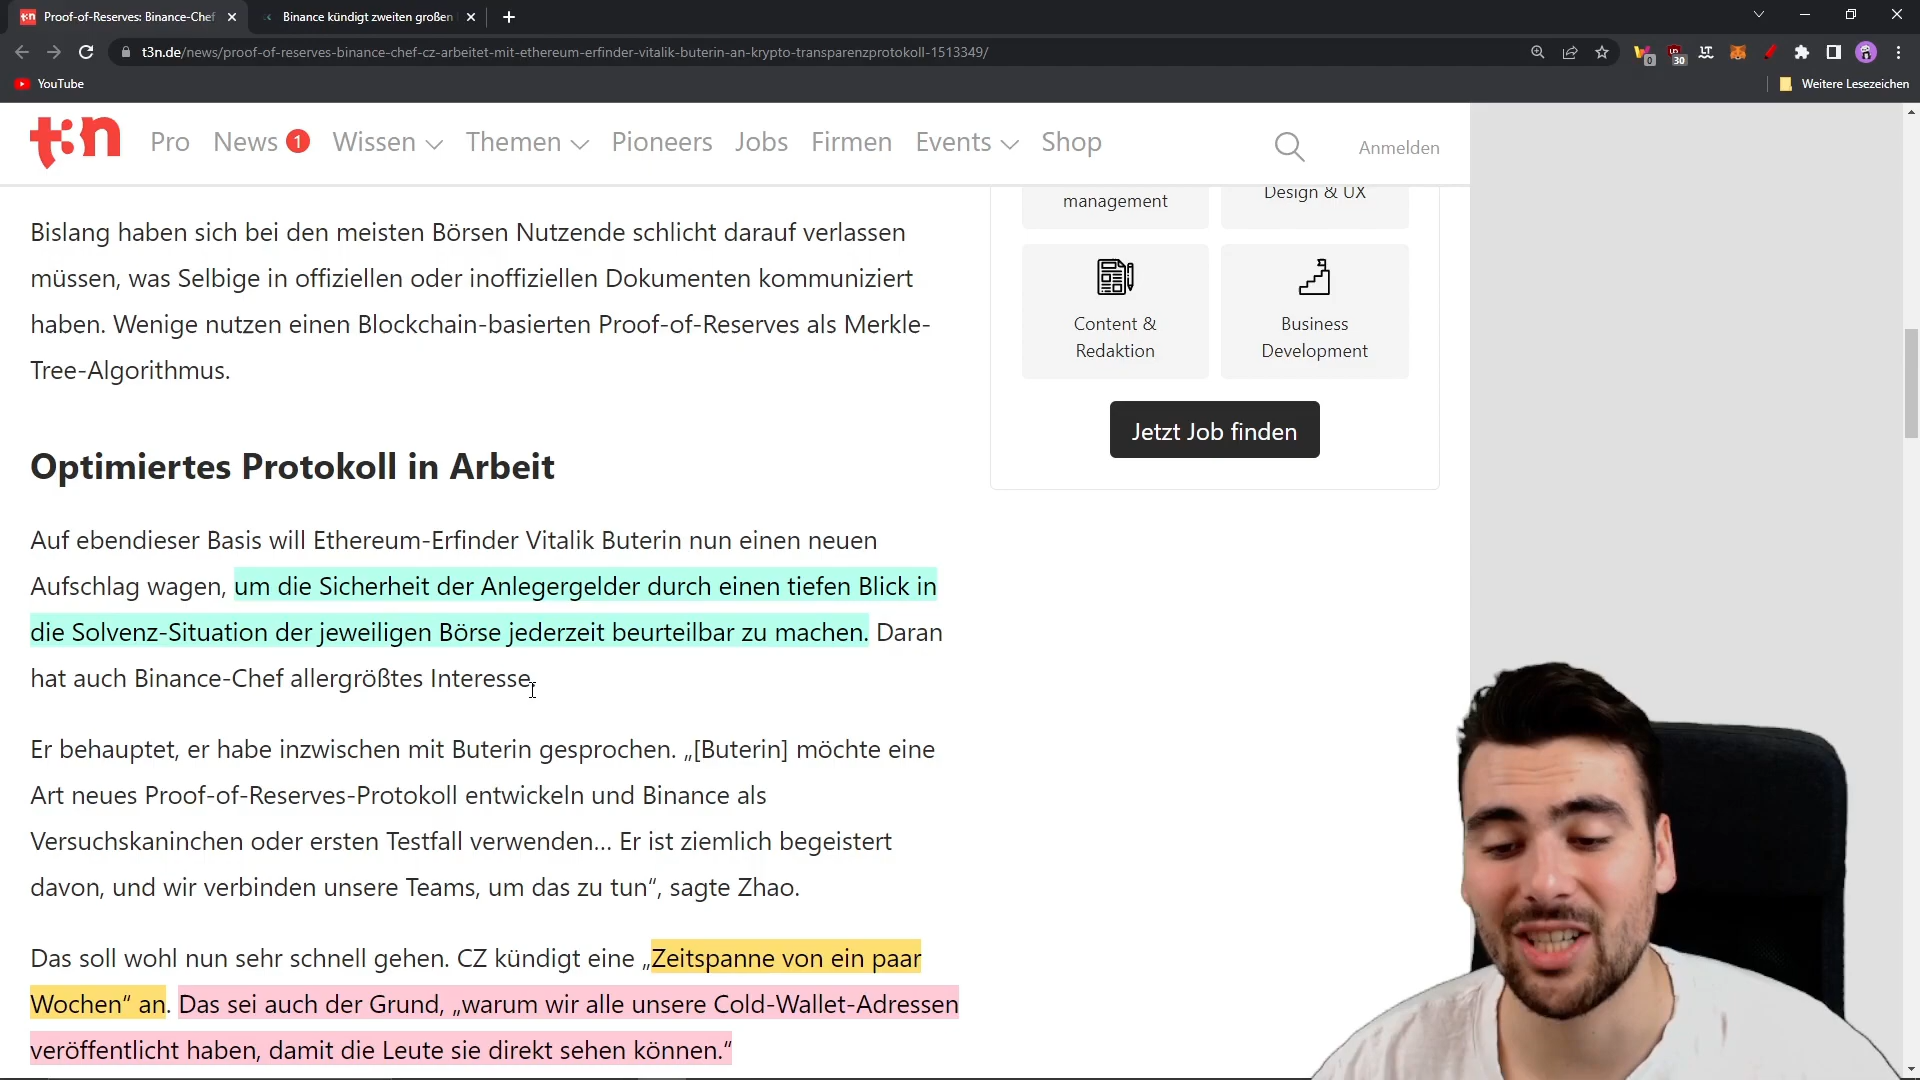 t3n Proof-of-Reserves: Binance-Chef
Binance kündigt zweiten großen
t3n.de/news/proof-of-reserves-binance-chef-cz-arbeitet-mit-ethereum-erfinder-vitalik-buterin-an-krypto-transparenzprotokoll-1513349/
0
30
YouTube
Weitere Lesezeichen
t3n Pro News 1 Wissen Themen Pioneers Jobs Firmen Events Shop
Anmelden
Bislang haben sich bei den meisten Börsen Nutzende schlicht darauf verlassen
müssen, was Selbige in offiziellen oder inoffiziellen Dokumenten kommuniziert
haben. Wenige nutzen einen Blockchain-basierten Proof-of-Reserves als Merkle-
Tree-Algorithmus.
Optimiertes Protokoll in Arbeit
Auf ebendieser Basis will Ethereum-Erfinder Vitalik Buterin nun einen neuen
Aufschlag wagen, um die Sicherheit der Anlegergelder durch einen tiefen Blick in
die Solvenz-Situation der jeweiligen Börse jederzeit beurteilbar zu machen. Daran
hat auch Binance-Chef allergrößtes Interesse.
Er behauptet, er habe inzwischen mit Buterin gesprochen. „[Buterin] möchte eine
Art neues Proof-of-Reserves-Protokoll entwickeln und Binance als
Versuchskaninchen oder ersten Testfall verwenden… Er ist ziemlich begeistert
davon, und wir verbinden unsere Teams, um das zu tun“, sagte Zhao.
Das soll wohl nun sehr schnell gehen. CZ kündigt eine „Zeitspanne von ein paar
Wochen“ an. Das sei auch der Grund, „warum wir alle unsere Cold-Wallet-Adressen
veröffentlicht haben, damit die Leute sie direkt sehen können.“
management
Design & UX
Content &
Redaktion
Business
Development
Jetzt Job finden